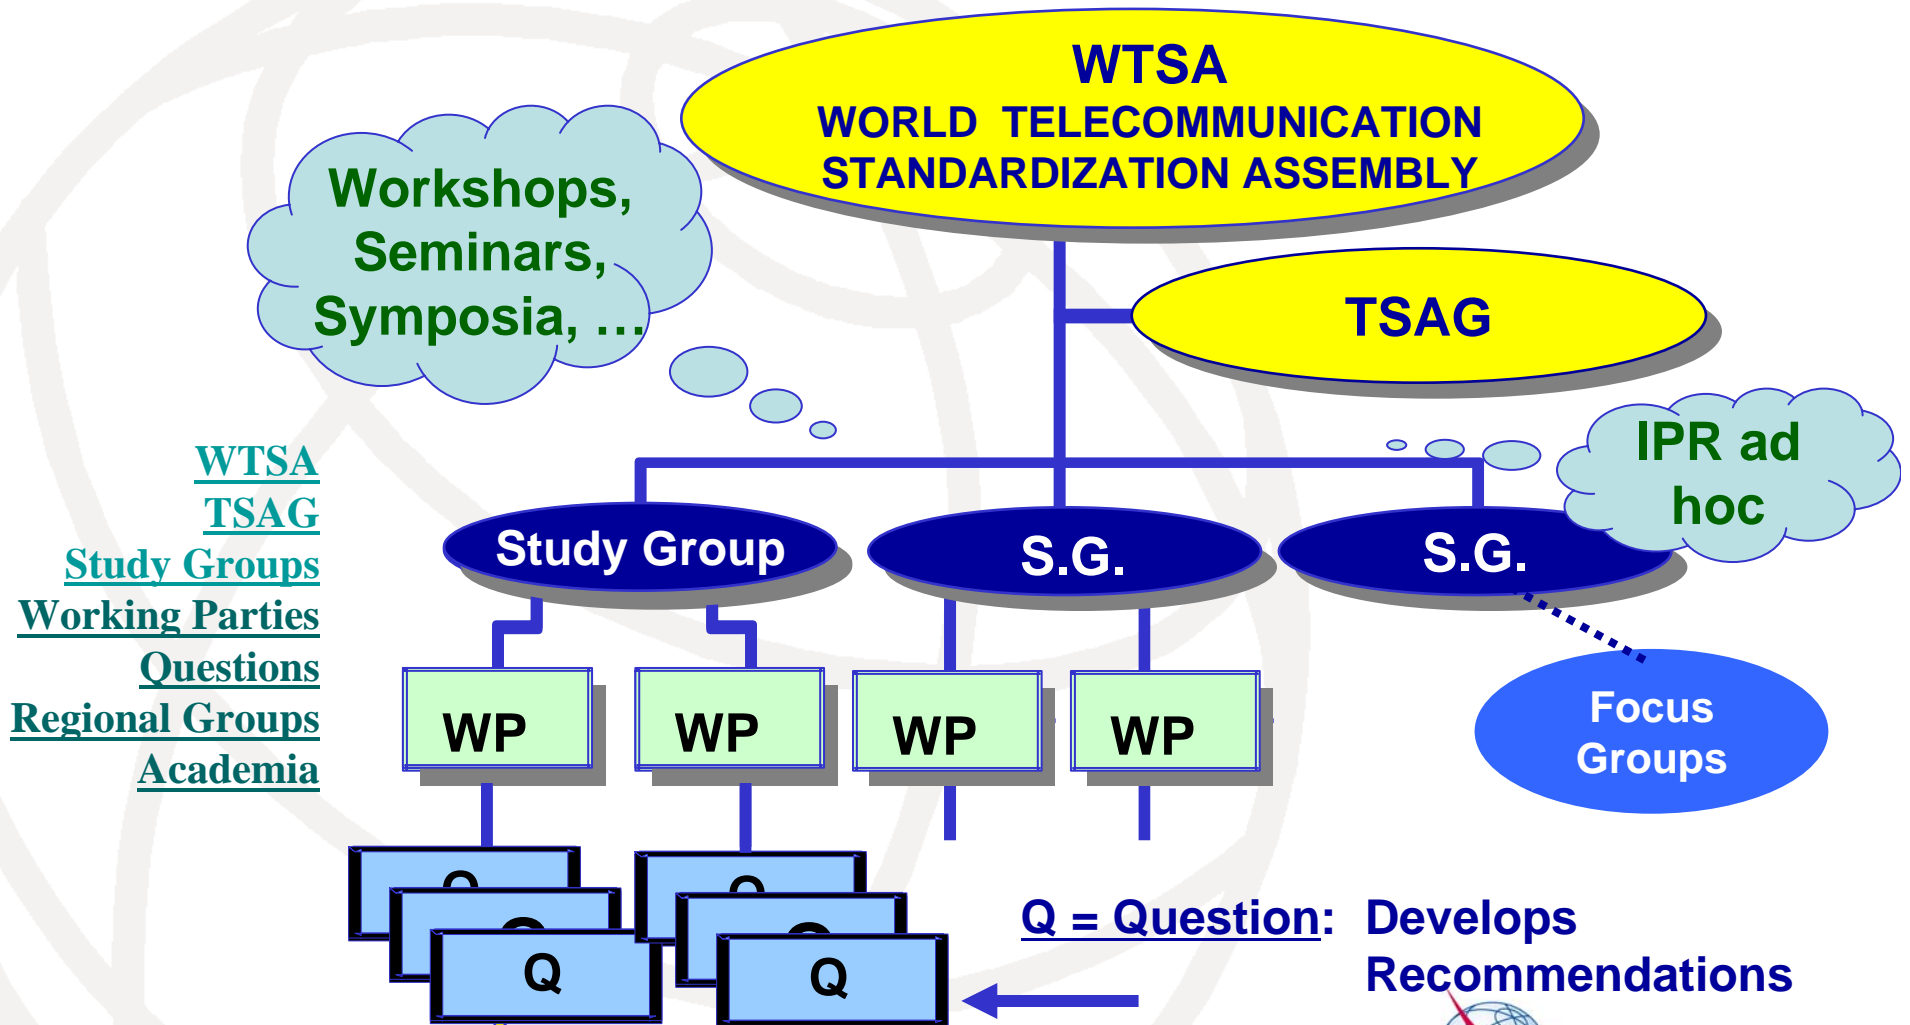 WTSA
WORLD TELECOMMUNICATION
STANDARDIZATION ASSEMBLY
Workshops,
Seminars,
Symposia, …
TSAG
IPR ad
hoc
WTSA
TSAG
Study Groups
Working Parties
Questions
Regional Groups
Academia
Study Group
S.G.
S.G.
WP
WP
WP
WP
Focus
Groups
Q
Q
Q
Q
Q
Q
Q = Question: Develops
Recommendations